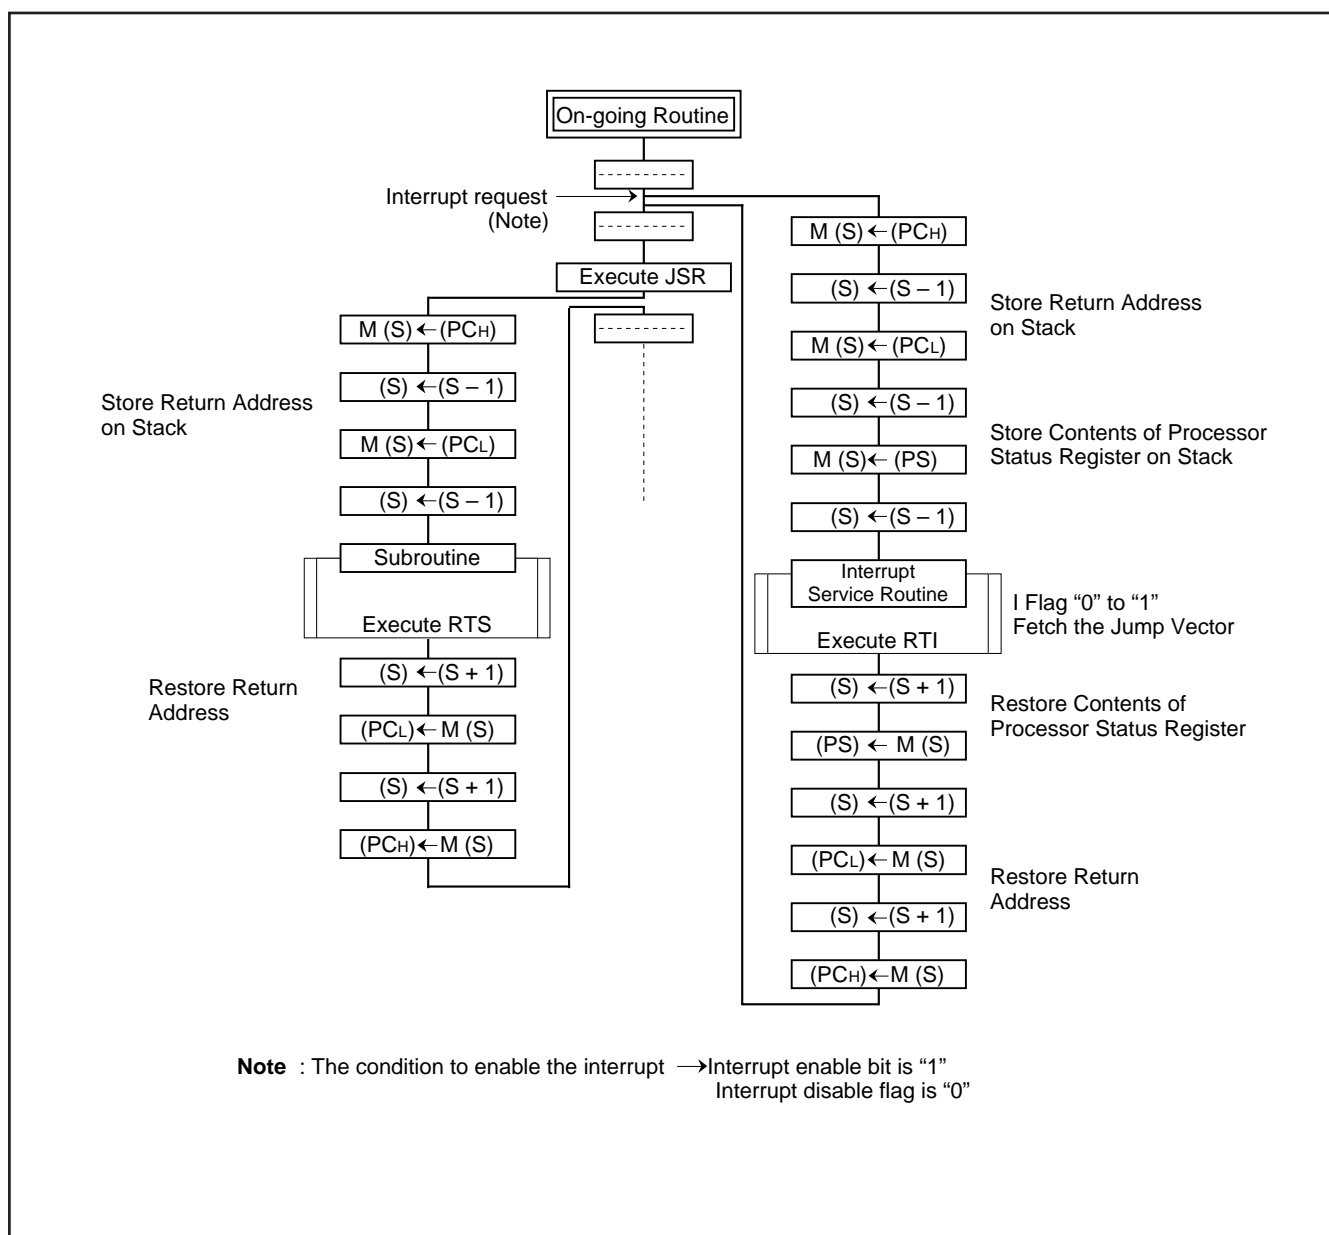 On-going Routine
Interrupt request
(Note)
Execute JSR
M (S) ← (PCH)
(S) ← (S – 1)
M (S) ← (PCL)
(S) ← (S – 1)
Store Return Address
on Stack
Subroutine
Execute RTS
(S) ← (S + 1)
(PCL) ← M (S)
(S) ← (S + 1)
(PCH) ← M (S)
Restore Return
Address
M (S) ← (PCH)
(S) ← (S – 1)
M (S) ← (PCL)
(S) ← (S – 1)
M (S) ← (PS)
(S) ← (S – 1)
Store Return Address
on Stack
Store Contents of Processor
Status Register on Stack
Interrupt
Service Routine
Execute RTI
I Flag “0” to “1”
Fetch the Jump Vector
(S) ← (S + 1)
(PS) ← M (S)
(S) ← (S + 1)
(PCL) ← M (S)
(S) ← (S + 1)
(PCH) ← M (S)
Restore Contents of
Processor Status Register
Restore Return
Address
Note : The condition to enable the interrupt → Interrupt enable bit is “1”
Interrupt disable flag is “0”